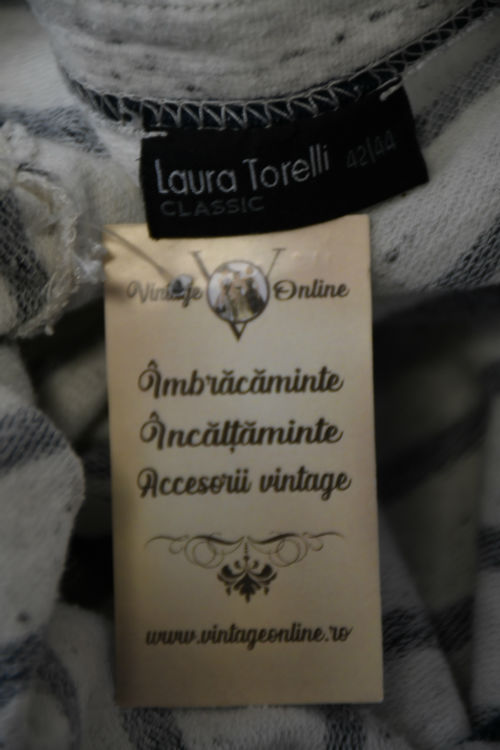 Laura Torelli 42|44
CLASSIC
Vintage Online
Îmbrăcăminte
Încălțăminte
Accesorii vintage
www.vintageonline.ro